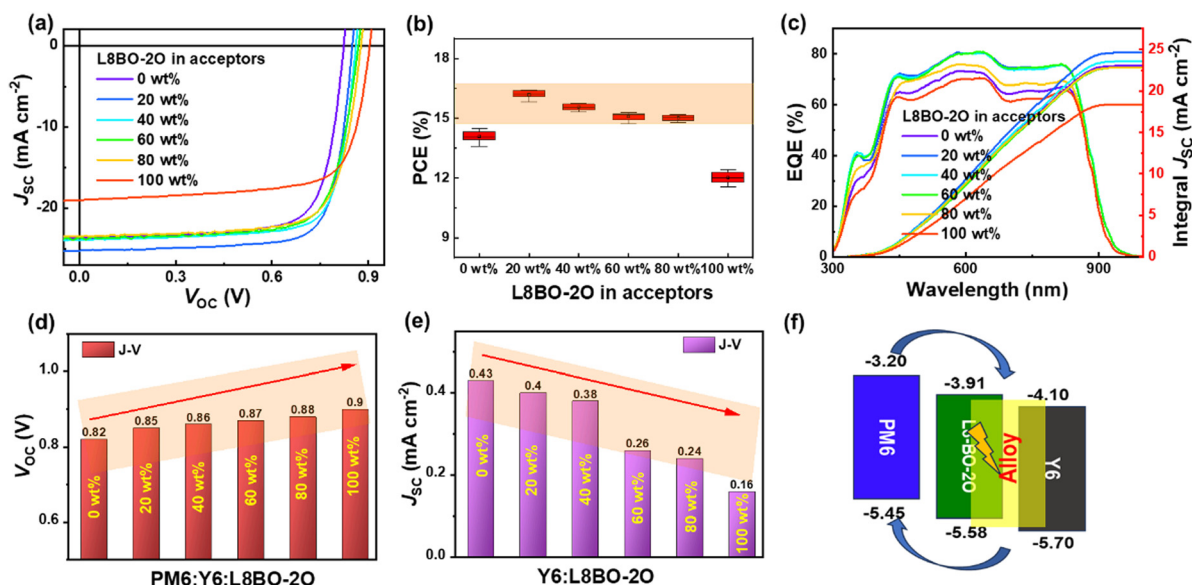 (a)
0
-10
-20
J_SC (mA cm⁻²)
L8BO-2O in acceptors
0 wt%
20 wt%
40 wt%
60 wt%
80 wt%
100 wt%
0.0
0.3
0.6
0.9
V_OC (V)
(b)
18
15
12
9
PCE (%)
0 wt%
20 wt%
40 wt%
60 wt%
80 wt%
100 wt%
L8BO-2O in acceptors
(c)
80
60
40
20
0
EQE (%)
L8BO-2O in acceptors
0 wt%
20 wt%
40 wt%
60 wt%
80 wt%
100 wt%
25
20
15
10
5
0
Integral J_SC (mA cm⁻²)
300
600
900
Wavelength (nm)
(d)
J-V
1.0
0.8
0.6
V_OC (V)
0.82
0.85
0.86
0.87
0.88
0.9
0 wt%
20 wt%
40 wt%
60 wt%
80 wt%
100 wt%
PM6:Y6:L8BO-2O
(e)
J-V
0.4
0.2
0.0
J_SC (mA cm⁻²)
0.43
0.4
0.38
0.26
0.24
0.16
0 wt%
20 wt%
40 wt%
60 wt%
80 wt%
100 wt%
Y6:L8BO-2O
(f)
-3.20
-3.91
-4.10
PM6
L8-BO-2O
Alloy
Y6
-5.45
-5.58
-5.70